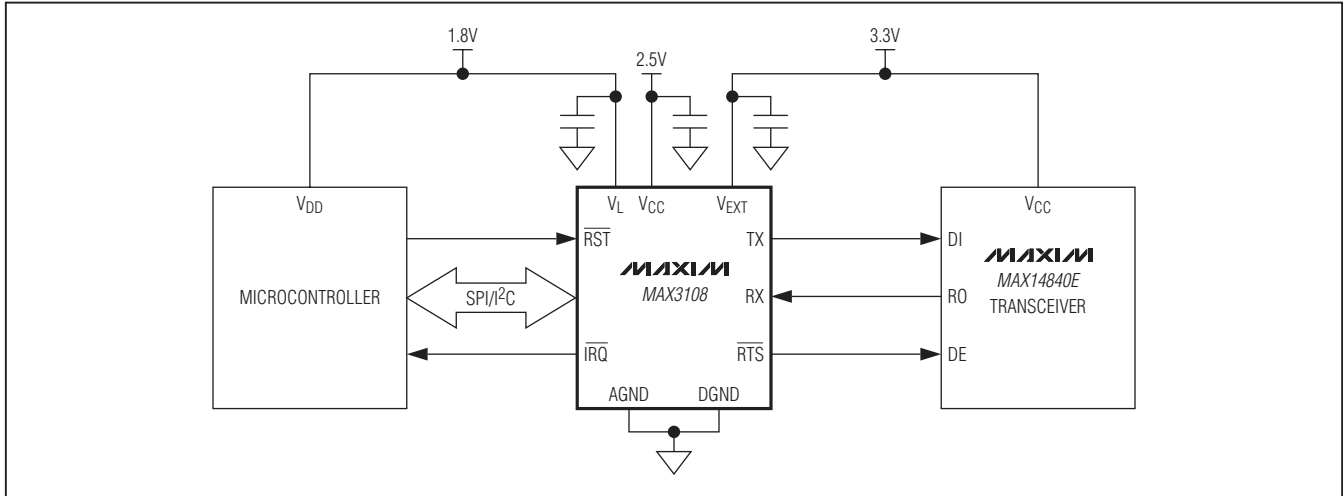 1.8V
2.5V
3.3V
VDD
VL VCC VEXT
VCC
RST
TX
DI
MAXIM
MAX3108
MAXIM
MAX14840E
TRANSCEIVER
MICROCONTROLLER
SPI/I²C
RX
RO
IRQ
RTS
DE
AGND DGND